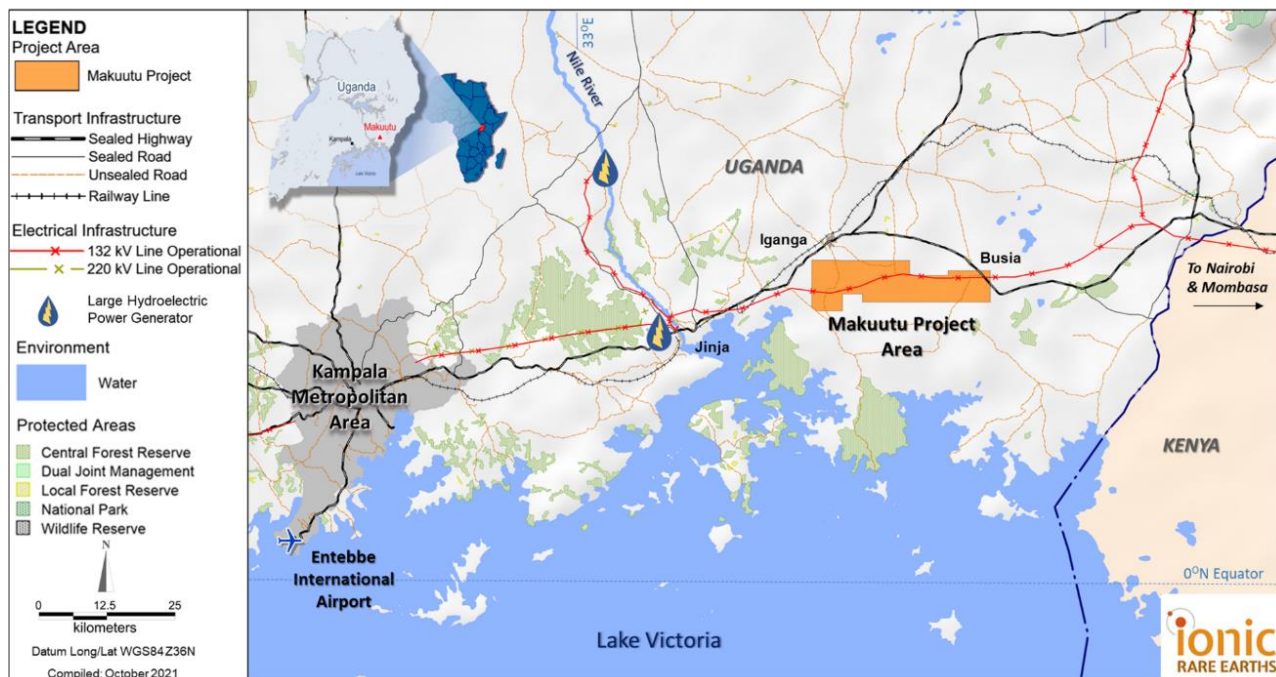 LEGEND
Project Area
Makuutu Project
Transport Infrastructure
Sealed Highway
Sealed Road
Unsealed Road
Railway Line
Electrical Infrastructure
132 kV Line Operational
220 kV Line Operational
Large Hydroelectric
Power Generator
Environment
Water
Protected Areas
Central Forest Reserve
Dual Joint Management
Local Forest Reserve
National Park
Wildlife Reserve
N
0 12.5 25
kilometers
Datum Long/Lat WGS84 Z36N
Compiled: October 2021
Uganda
Makuutu
Kampala
Lake Victoria
33°E
Nile River
UGANDA
Iganga
Busia
To Nairobi
& Mombasa
Makuutu Project
Area
Jinja
Kampala
Metropolitan
Area
KENYA
Entebbe
International
Airport
0°N Equator
Lake Victoria
ionic
RARE EARTHS